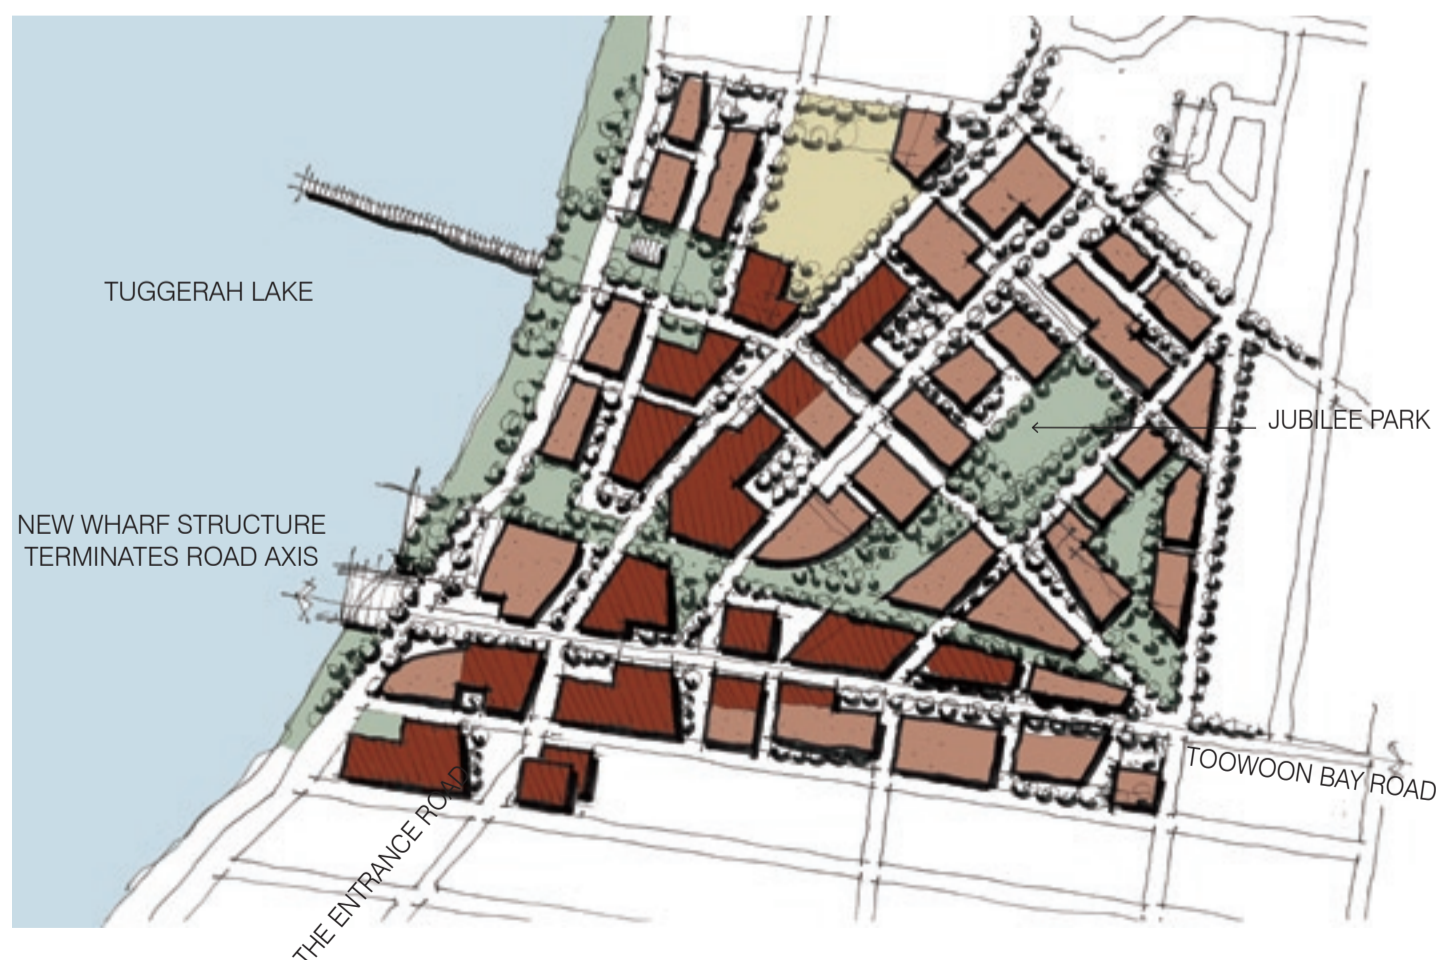 TUGGERAH LAKE
JUBILEE PARK
NEW WHARF STRUCTURE
TERMINATES ROAD AXIS
TOOWOON BAY ROAD
THE ENTRANCE ROAD